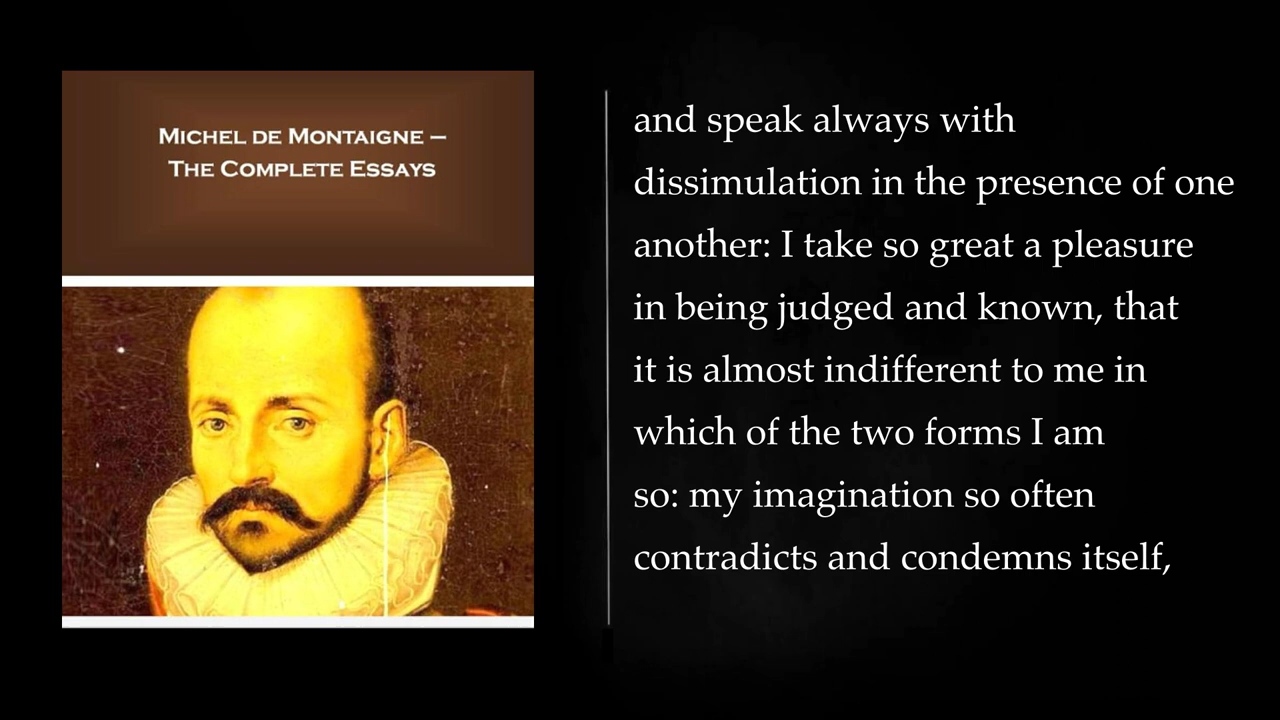 MICHEL DE MONTAIGNE –
THE COMPLETE ESSAYS
and speak always with
dissimulation in the presence of one
another: I take so great a pleasure
in being judged and known, that
it is almost indifferent to me in
which of the two forms I am
so: my imagination so often
contradicts and condemns itself,